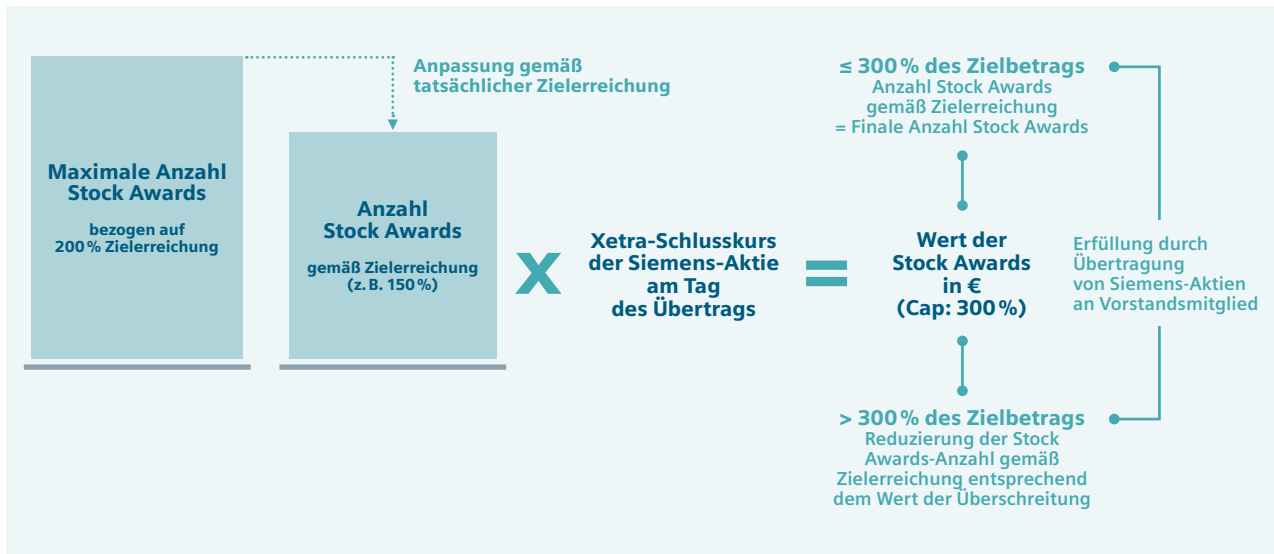 Maximale Anzahl
Stock Awards
bezogen auf
200 % Zielerreichung
Anpassung gemäß
tatsächlicher Zielerreichung
Anzahl
Stock Awards
gemäß Zielerreichung
(z. B. 150 %)
X
Xetra-Schlusskurs
der Siemens-Aktie
am Tag
des Übertrags
=
≤ 300 % des Zielbetrags
Anzahl Stock Awards
gemäß Zielerreichung
= Finale Anzahl Stock Awards
Wert der
Stock Awards
in €
(Cap: 300 %)
> 300 % des Zielbetrags
Reduzierung der Stock
Awards-Anzahl gemäß
Zielerreichung entsprechend
dem Wert der Überschreitung
Erfüllung durch
Übertragung
von Siemens-Aktien
an Vorstandsmitglied